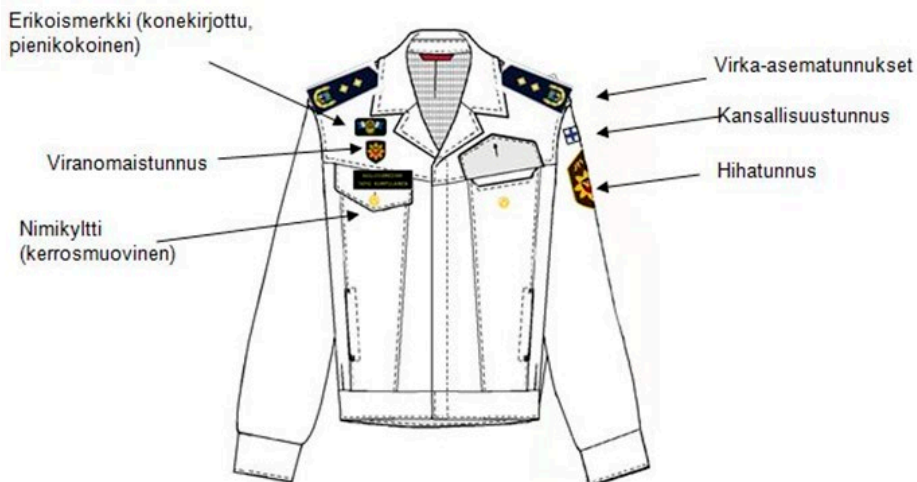 Erikoismerkki (konekirjottu,
pienikokoinen)
Virka-asematunnukset
Kansallisuustunnus
Viranomaistunnus
Hihatunnus
Nimikyltti
(kerrosmuovinen)